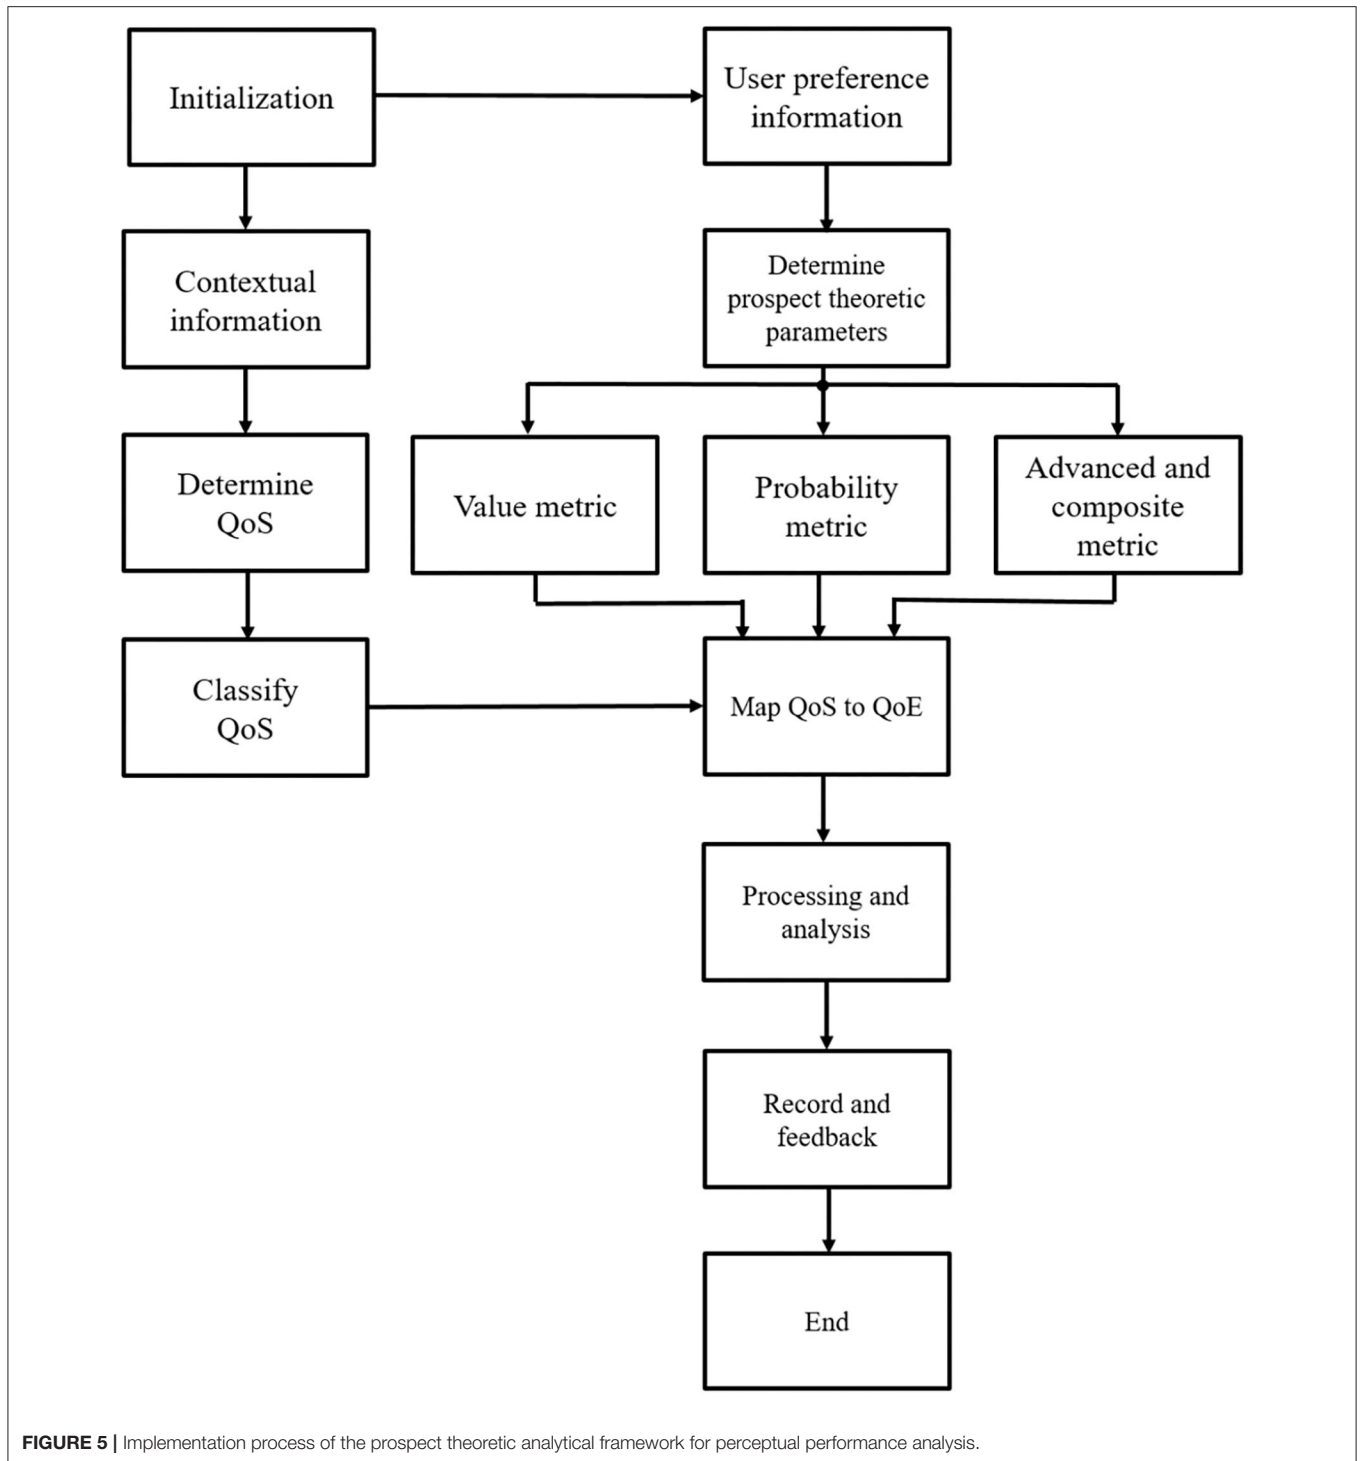 Initialization
User preference
information
Contextual
information
Determine
prospect theoretic
parameters
Determine
QoS
Value metric
Probability
metric
Advanced and
composite
metric
Classify
QoS
Map QoS to QoE
Processing and
analysis
Record and
feedback
End
FIGURE 5 | Implementation process of the prospect theoretic analytical framework for perceptual performance analysis.